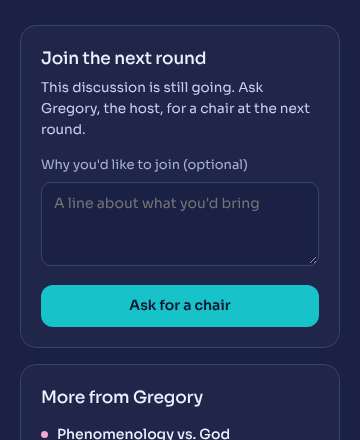 Join the next round
This discussion is still going. Ask
Gregory, the host, for a chair at the next
round.
Why you'd like to join (optional)
A line about what you'd bring
Ask for a chair
More from Gregory
Phenomenology vs. God